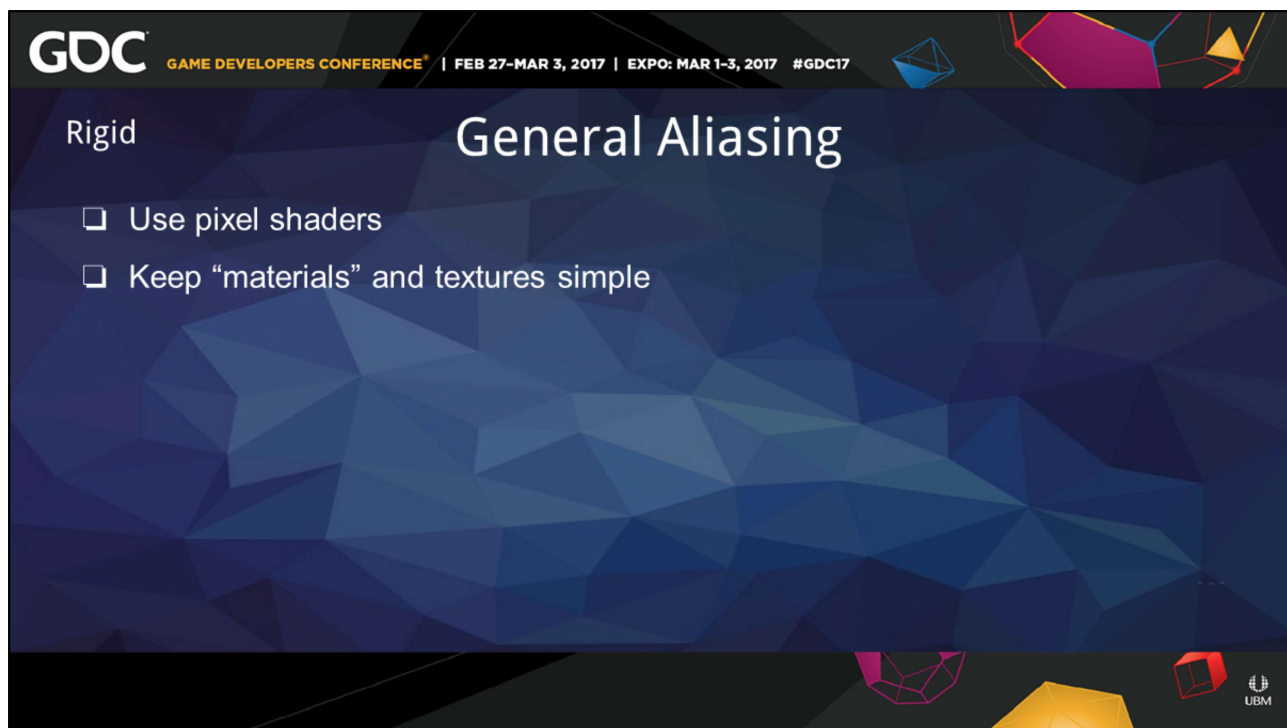 GDC GAME DEVELOPERS CONFERENCE® | FEB 27–MAR 3, 2017 | EXPO: MAR 1–3, 2017 #GDC17
Rigid
General Aliasing
❏ Use pixel shaders
❏ Keep “materials” and textures simple
UBM